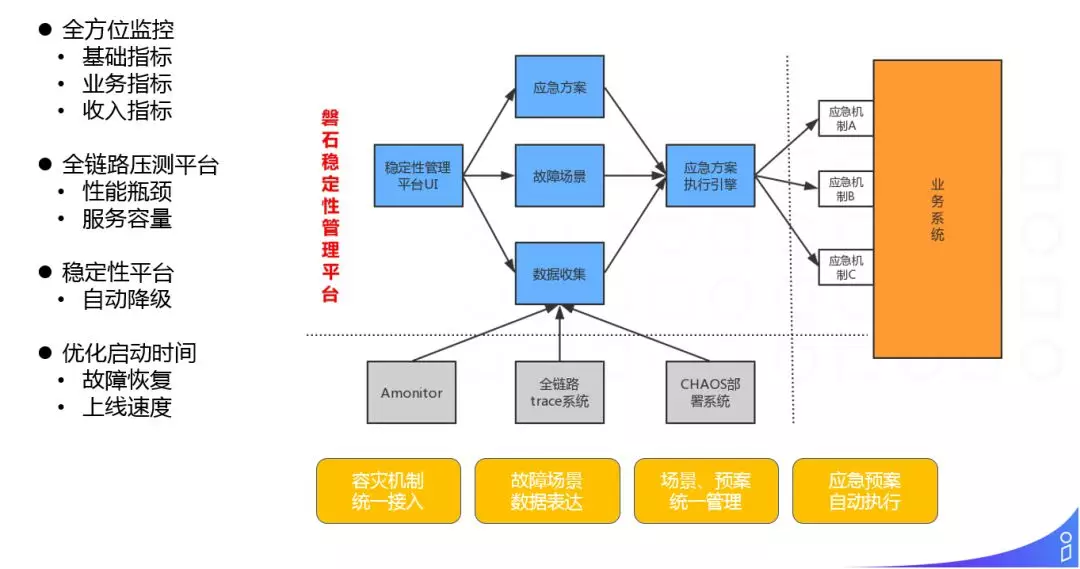 全方位监控
基础指标
业务指标
收入指标
全链路压测平台
性能瓶颈
服务容量
稳定性平台
自动降级
优化启动时间
故障恢复
上线速度
磐石稳定性管理平台
稳定性管理
平台UI
应急方案
故障场景
数据收集
应急方案
执行引擎
应急机
制A
应急机
制B
应急机
制C
业务系统
Amonitor
全链路
trace系统
CHAOS部
署系统
容灾机制
统一接入
故障场景
数据表达
场景、预案
统一管理
应急预案
自动执行